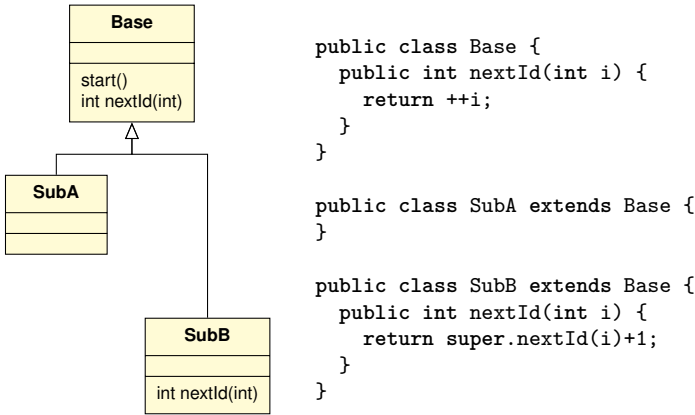 Base
start()
int nextId(int)
SubA
SubB
int nextId(int)
public class Base {
  public int nextId(int i) {
    return ++i;
  }
}
public class SubA extends Base {
}
public class SubB extends Base {
  public int nextId(int i) {
    return super.nextId(i)+1;
  }
}